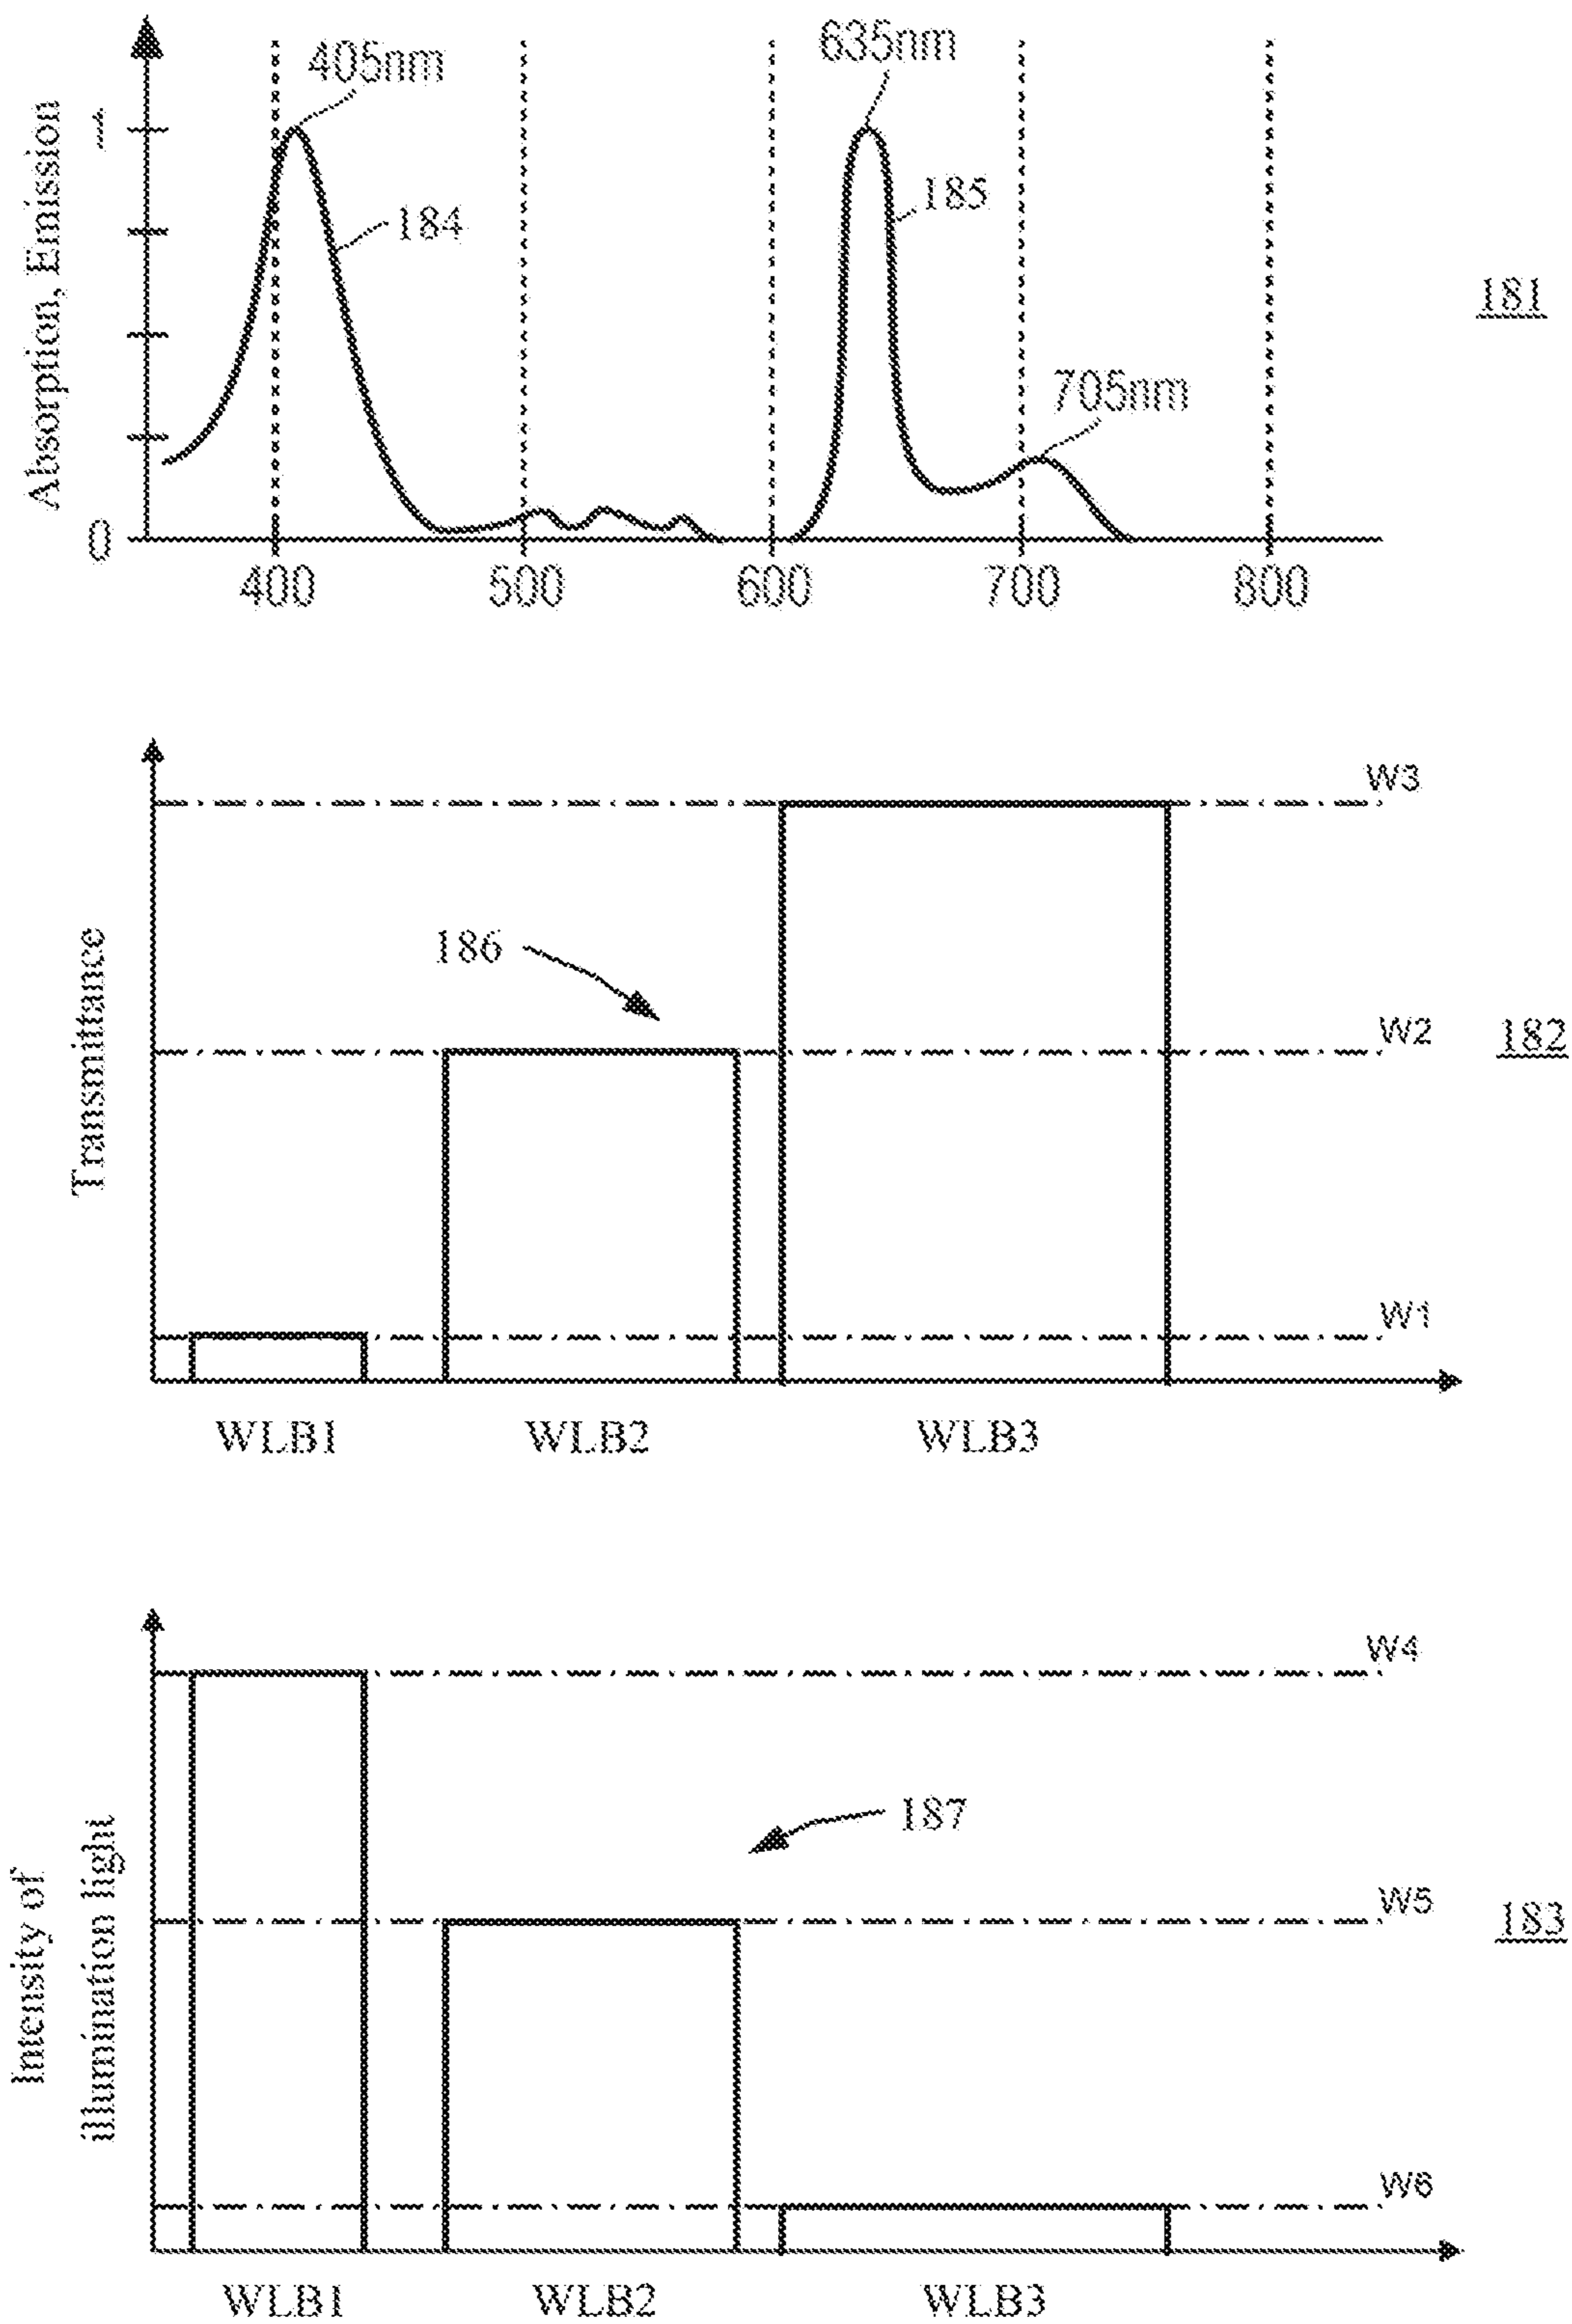 405nm
635nm
1
184
185
Absorption, Emission
181
705nm
0
400 500 600 700 800
W3
186
W2
182
Transmittance
W1
WLB1 WLB2 WLB3
W4
187
W5
183
Intensity of
illumination light
W6
WLB1 WLB2 WLB3